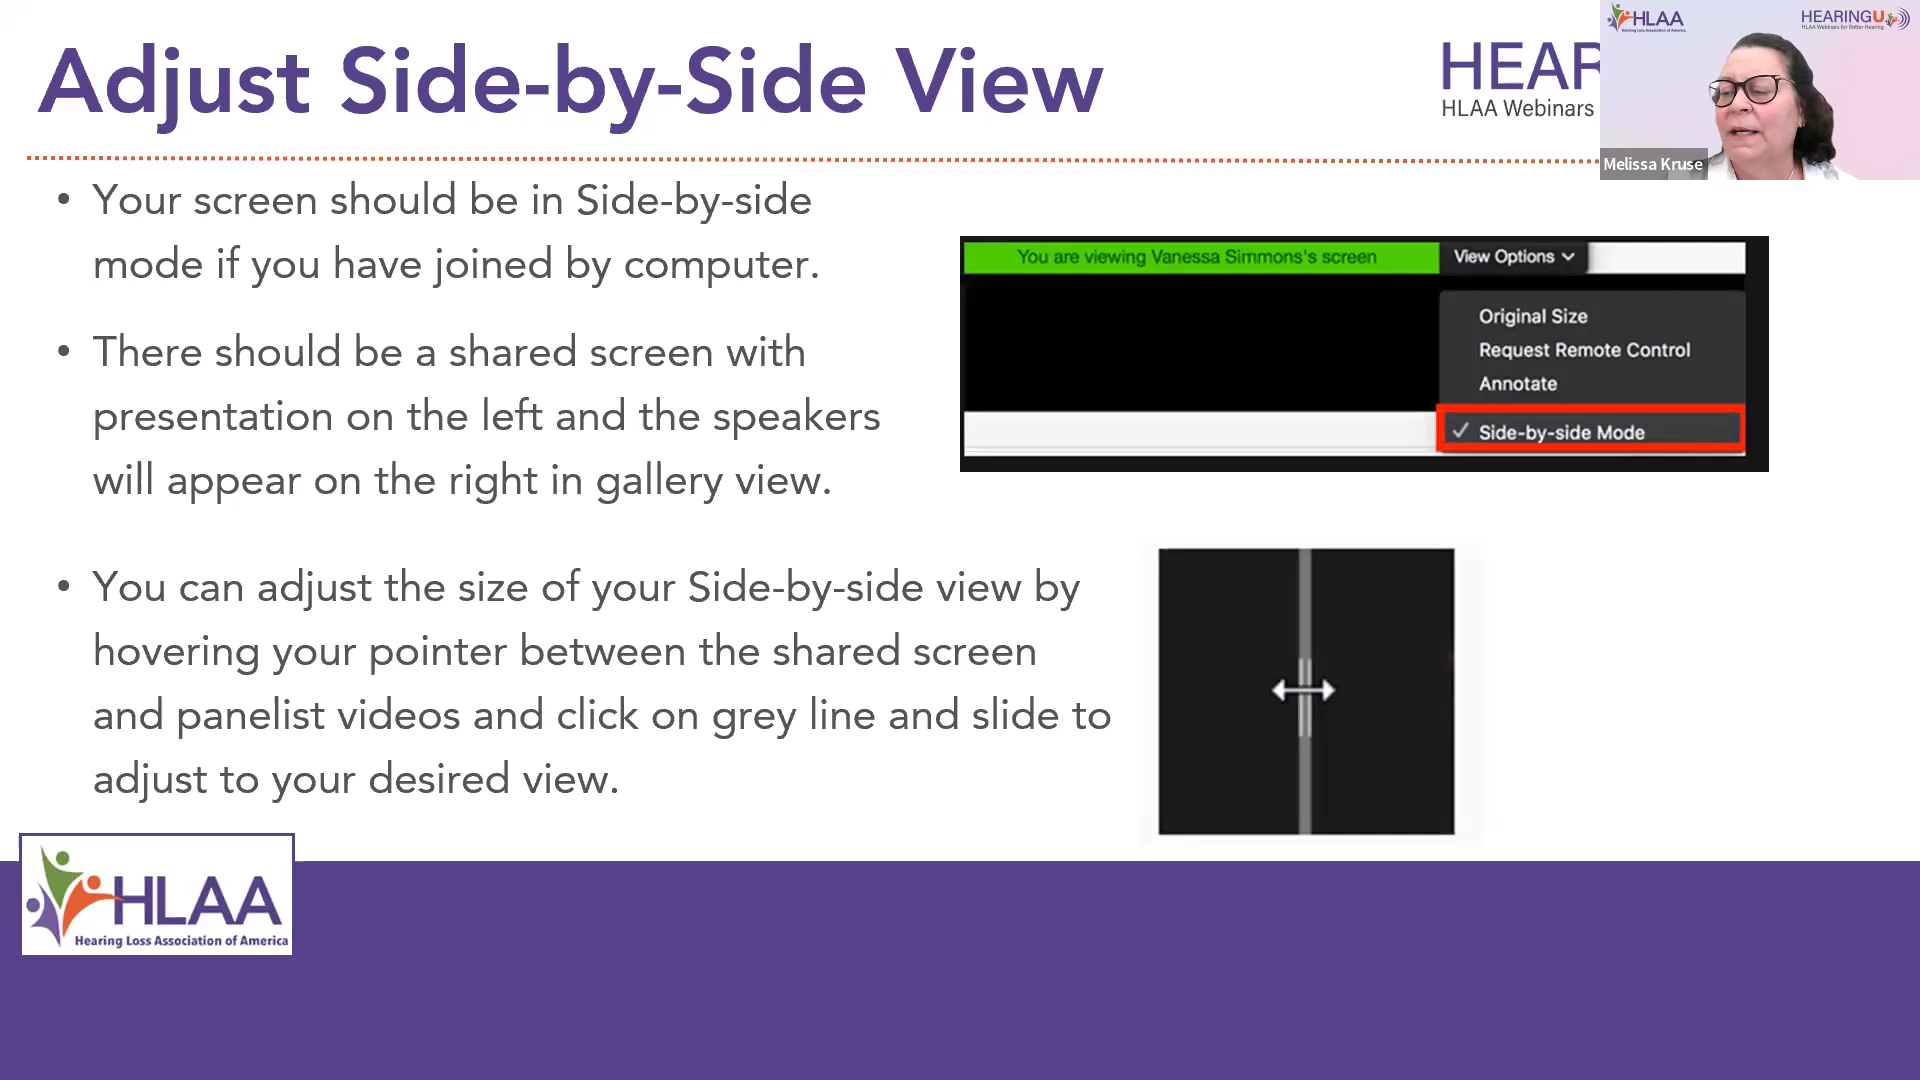 Adjust Side-by-Side View
HEAR
HLAA Webinars
HLAA
Hearing Loss Association of America
HEARINGU
HLAA Webinars for Better Hearing
Melissa Kruse
• Your screen should be in Side-by-side
mode if you have joined by computer.
• There should be a shared screen with
presentation on the left and the speakers
will appear on the right in gallery view.
You are viewing Vanessa Simmons's screen
View Options
Original Size
Request Remote Control
Annotate
✓ Side-by-side Mode
• You can adjust the size of your Side-by-side view by
hovering your pointer between the shared screen
and panelist videos and click on grey line and slide to
adjust to your desired view.
HLAA
Hearing Loss Association of America